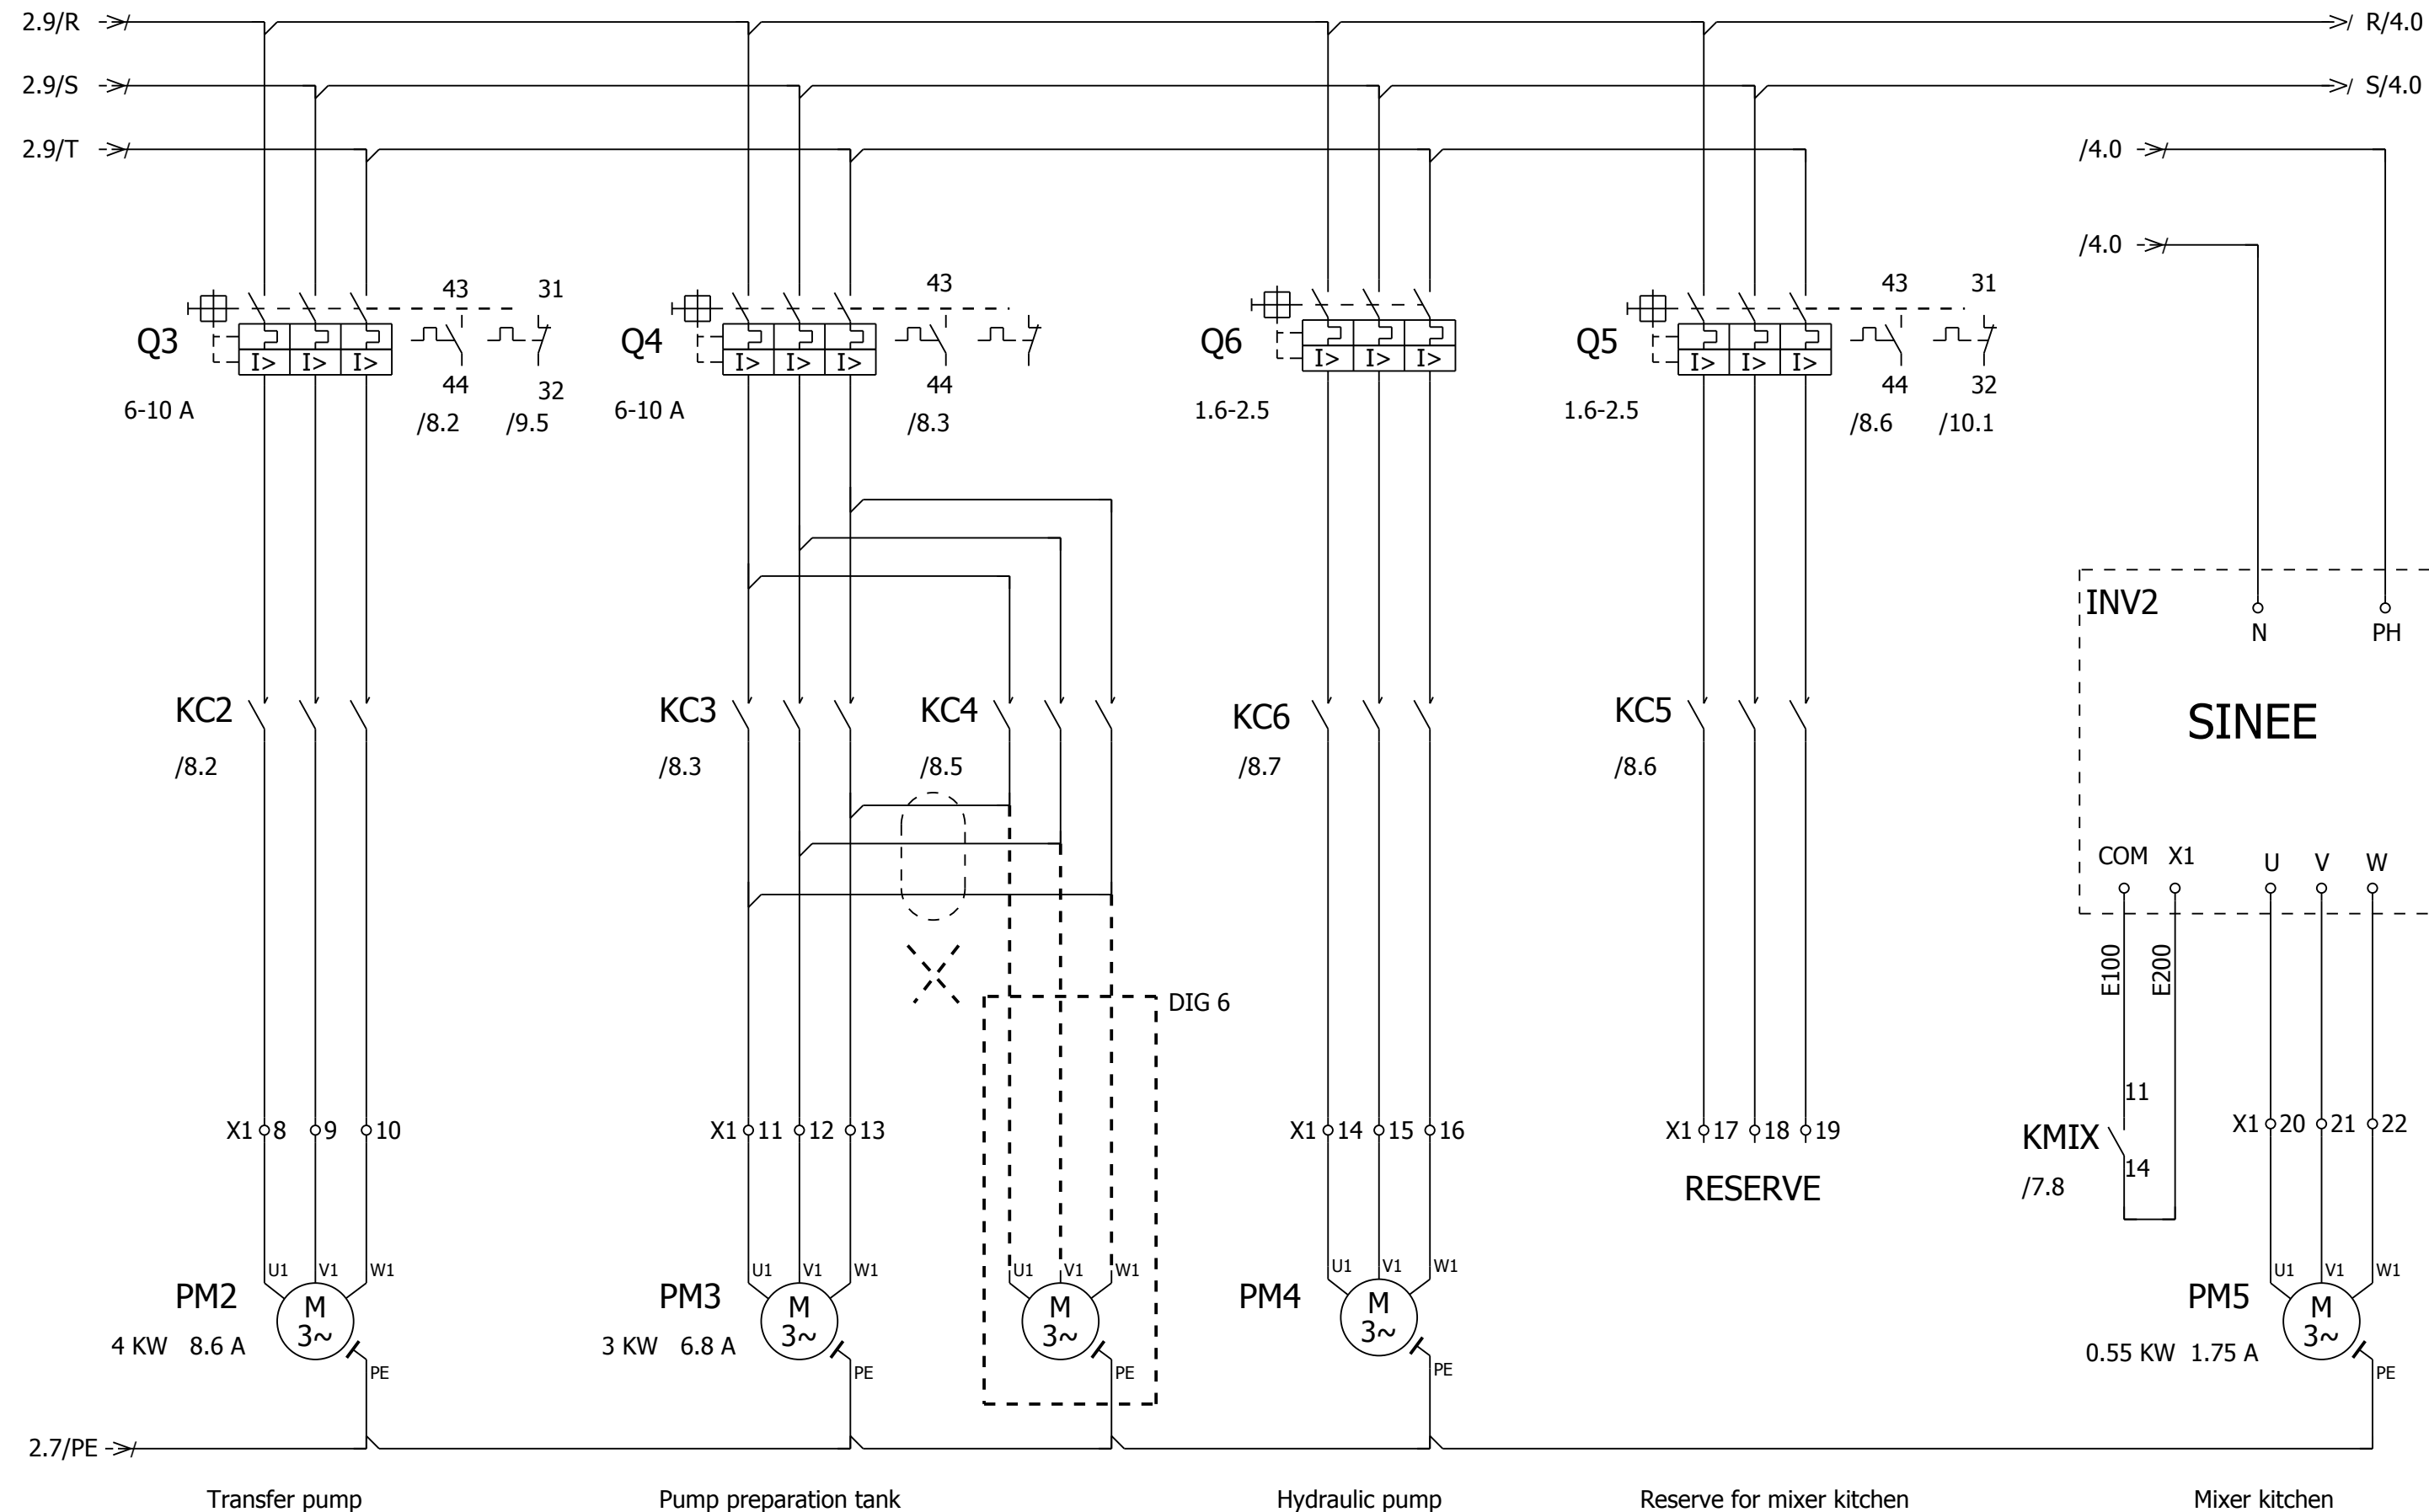 2.9/R R/4.0
2.9/S S/4.0
2.9/T /4.0
/4.0
43 31 43 43 31
Q3 Q4 Q6 Q5
I> I> I> I> I> I> I> I> I> I> I> I>
44 32 44 44 32
6-10 A 6-10 A 1.6-2.5 1.6-2.5
/8.2 /9.5 /8.3 /8.6 /10.1
INV2
N PH
KC2 KC3 KC4 KC6 KC5 SINEE
/8.2 /8.3 /8.5 /8.7 /8.6
COM X1 U V W
E100 E200
DIG 6
11
X1 8 9 10 X1 11 12 13 X1 14 15 16 X1 17 18 19 KMIX X1 20 21 22
14
RESERVE /7.8
U1 V1 W1 U1 V1 W1 U1 V1 W1 U1 V1 W1 U1 V1 W1
PM2 M 3~ PM3 M 3~ M 3~ PM4 M 3~ PM5 M 3~
4 KW 8.6 A 3 KW 6.8 A 0.55 KW 1.75 A
PE PE PE PE PE
2.7/PE
Transfer pump Pump preparation tank Hydraulic pump Reserve for mixer kitchen Mixer kitchen